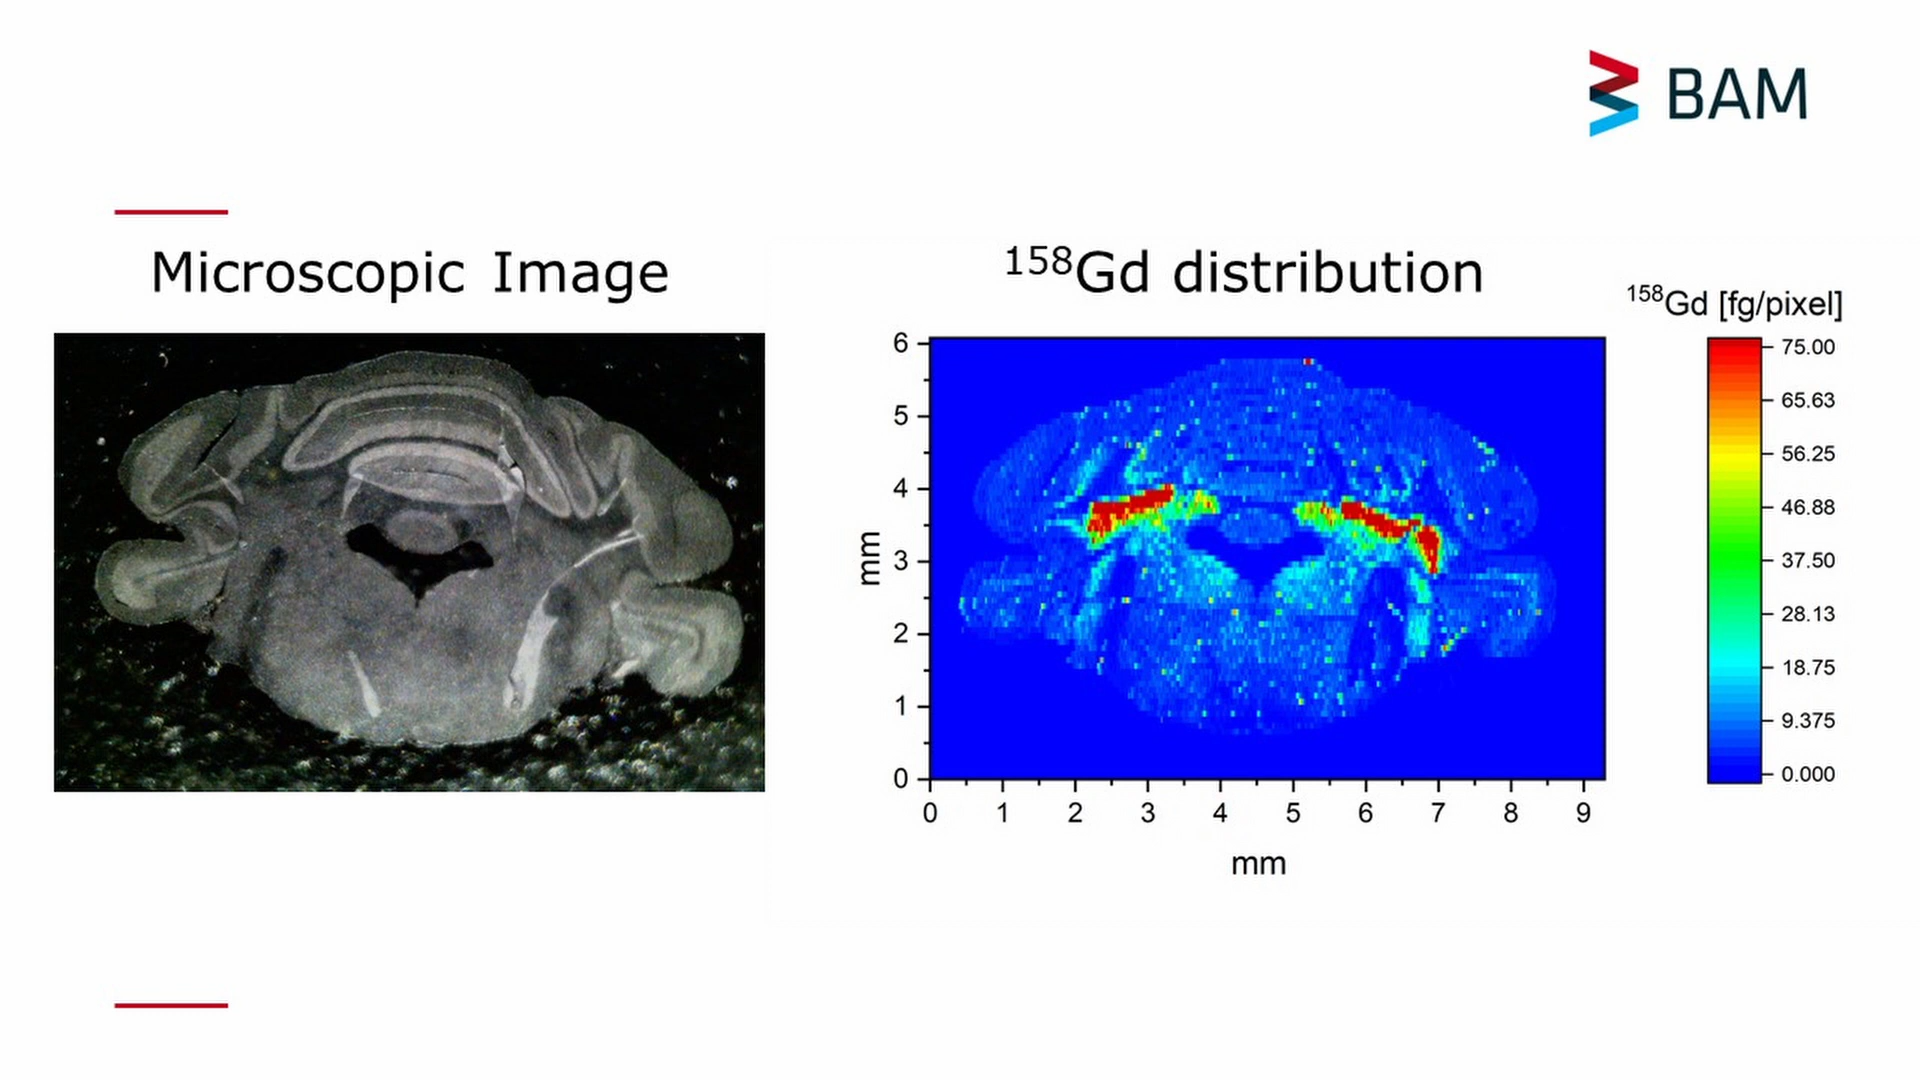 BAM
Microscopic Image
¹⁵⁸Gd distribution
¹⁵⁸Gd [fg/pixel]
6
5
4
3
2
1
0
mm
0 1 2 3 4 5 6 7 8 9
mm
75.00
65.63
56.25
46.88
37.50
28.13
18.75
9.375
0.000